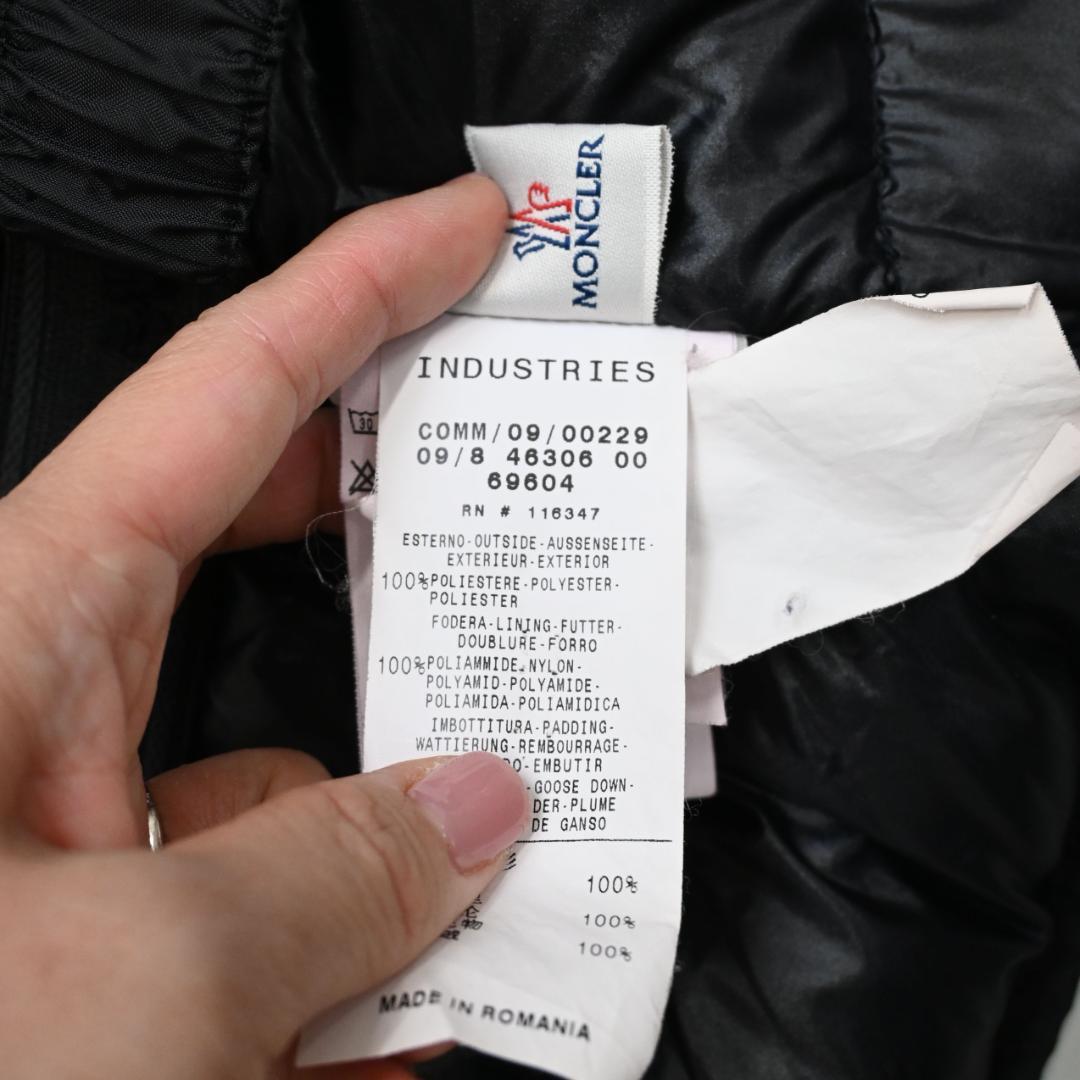 MONCLER
INDUSTRIES
COMM/09/00229
09/8 46306 00
69604
RN # 116347
ESTERNO-OUTSIDE-AUSSENSEITE-
EXTERIEUR-EXTERIOR
100% POLIESTERE-POLYESTER-
POLIESTER
FODERA-LINING-FUTTER-
DOUBLURE-FORRO
100% POLIAMMIDE-NYLON-
POLYAMID-POLYAMIDE-
POLIAMIDA-POLIAMIDICA
IMBOTTITURA-PADDING-
WATTIERUNG-REMBOURRAGE-
-EMBUTIR
-GOOSE DOWN-
-PLUME
DE GANSO
100%
100%
100%
MADE IN ROMANIA
30